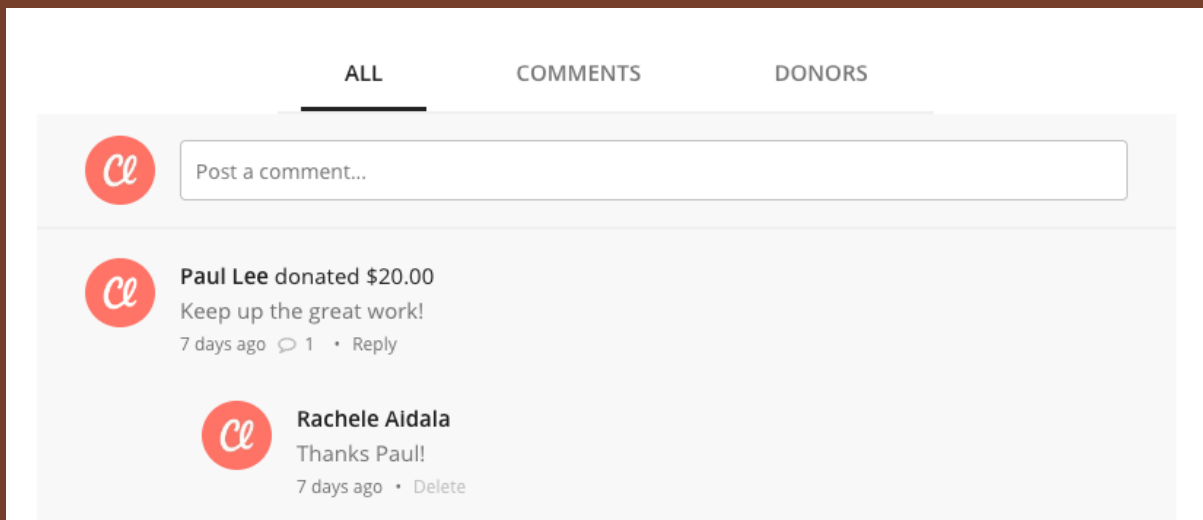 ALL COMMENTS DONORS
Cl Post a comment...
Cl Paul Lee donated $20.00
Keep up the great work!
7 days ago 1 • Reply
Cl Rachele Aidala
Thanks Paul!
7 days ago • Delete